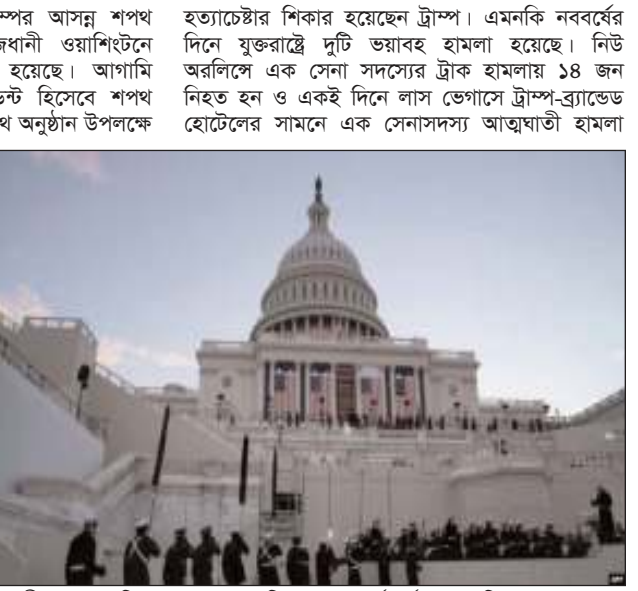 ম্পর আসন্ন শপথ
জধানী ওয়াশিংটনে
হয়েছে। আগামি
ডেন্ট হিসেবে শপথ
থ অনুষ্ঠান উপলক্ষে
হত্যাচেষ্টার শিকার হয়েছেন ট্রাম্প। এমনকি নববর্ষের
দিনে যুক্তরাষ্ট্রে দুটি ভয়াবহ হামলা হয়েছে। নিউ
অরলিন্সে এক সেনা সদস্যের ট্রাক হামলায় ১৪ জন
নিহত হন ও একই দিনে লাস ভেগাসে ট্রাম্প-ব্র্যান্ডেড
হোটেলের সামনে এক সেনাসদস্য আত্মঘাতী হামলা